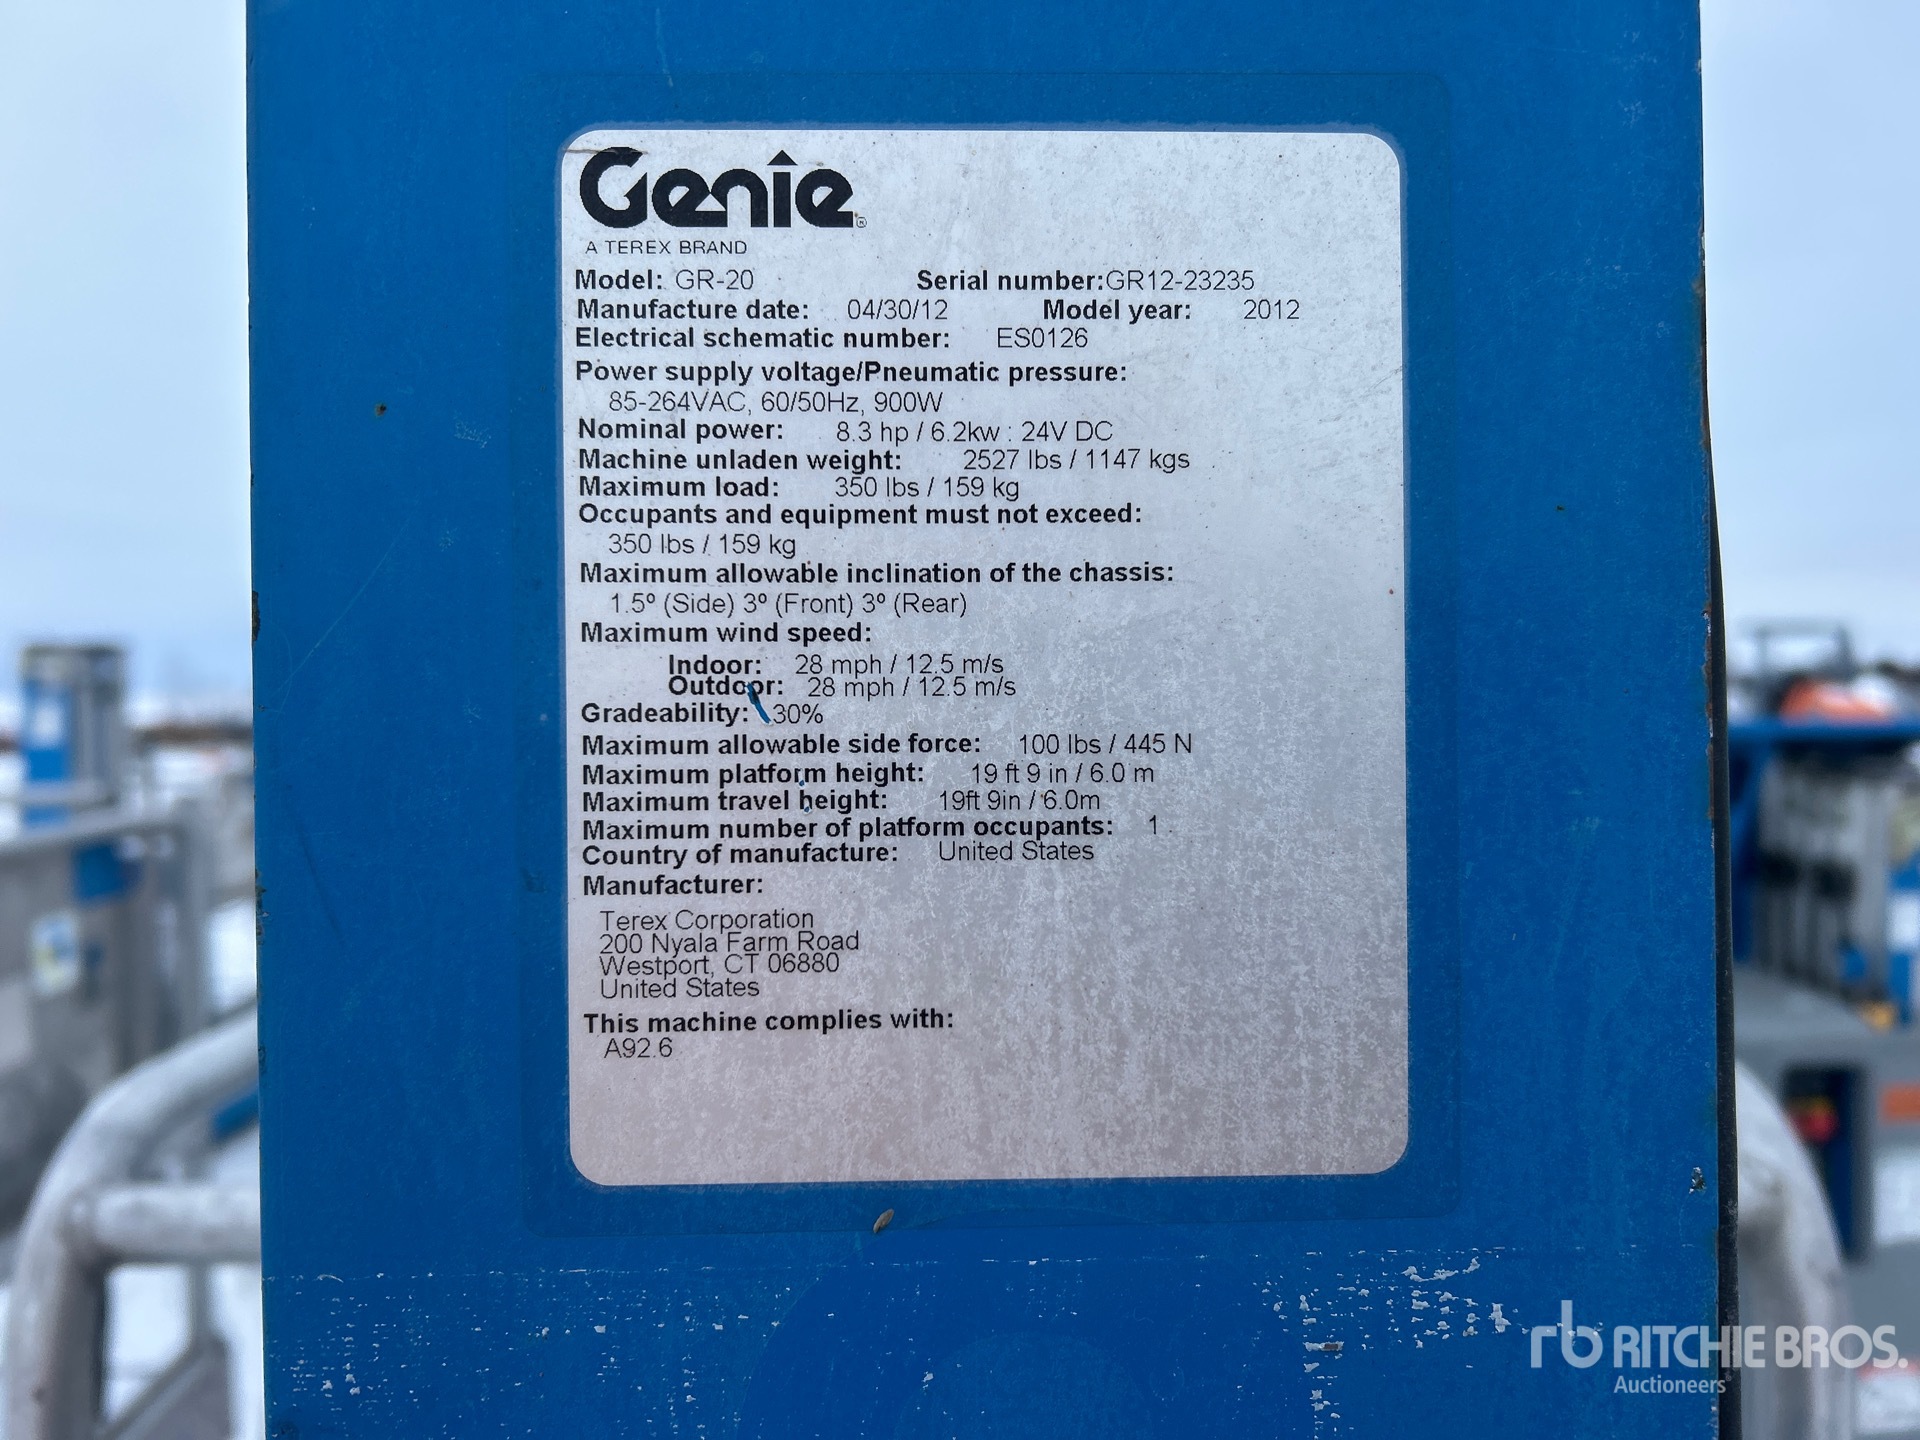 Genie®
A TEREX BRAND
Model: GR-20 Serial number:GR12-23235
Manufacture date: 04/30/12 Model year: 2012
Electrical schematic number: ES0126
Power supply voltage/Pneumatic pressure:
85-264VAC, 60/50Hz, 900W
Nominal power: 8.3 hp / 6.2kw : 24V DC
Machine unladen weight: 2527 lbs / 1147 kgs
Maximum load: 350 lbs / 159 kg
Occupants and equipment must not exceed:
350 lbs / 159 kg
Maximum allowable inclination of the chassis:
1.5º (Side) 3º (Front) 3º (Rear)
Maximum wind speed:
Indoor: 28 mph / 12.5 m/s
Outdoor: 28 mph / 12.5 m/s
Gradeability: 30%
Maximum allowable side force: 100 lbs / 445 N
Maximum platform height: 19 ft 9 in / 6.0 m
Maximum travel height: 19ft 9in / 6.0m
Maximum number of platform occupants: 1
Country of manufacture: United States
Manufacturer:
Terex Corporation
200 Nyala Farm Road
Westport, CT 06880
United States
This machine complies with:
A92.6
rb RITCHIE BROS.
Auctioneers